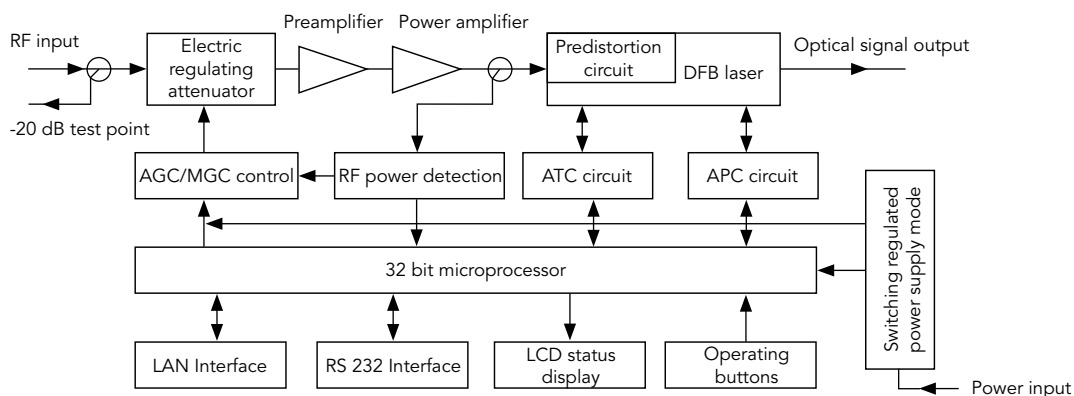 Preamplifier
Power amplifier
RF input
Electric
regulating
attenuator
Predistortion
circuit
DFB laser
Optical signal output
-20 dB test point
AGC/MGC control
RF power detection
ATC circuit
APC circuit
Switching regulated
power supply mode
32 bit microprocessor
LAN Interface
RS 232 Interface
LCD status
display
Operating
buttons
Power input